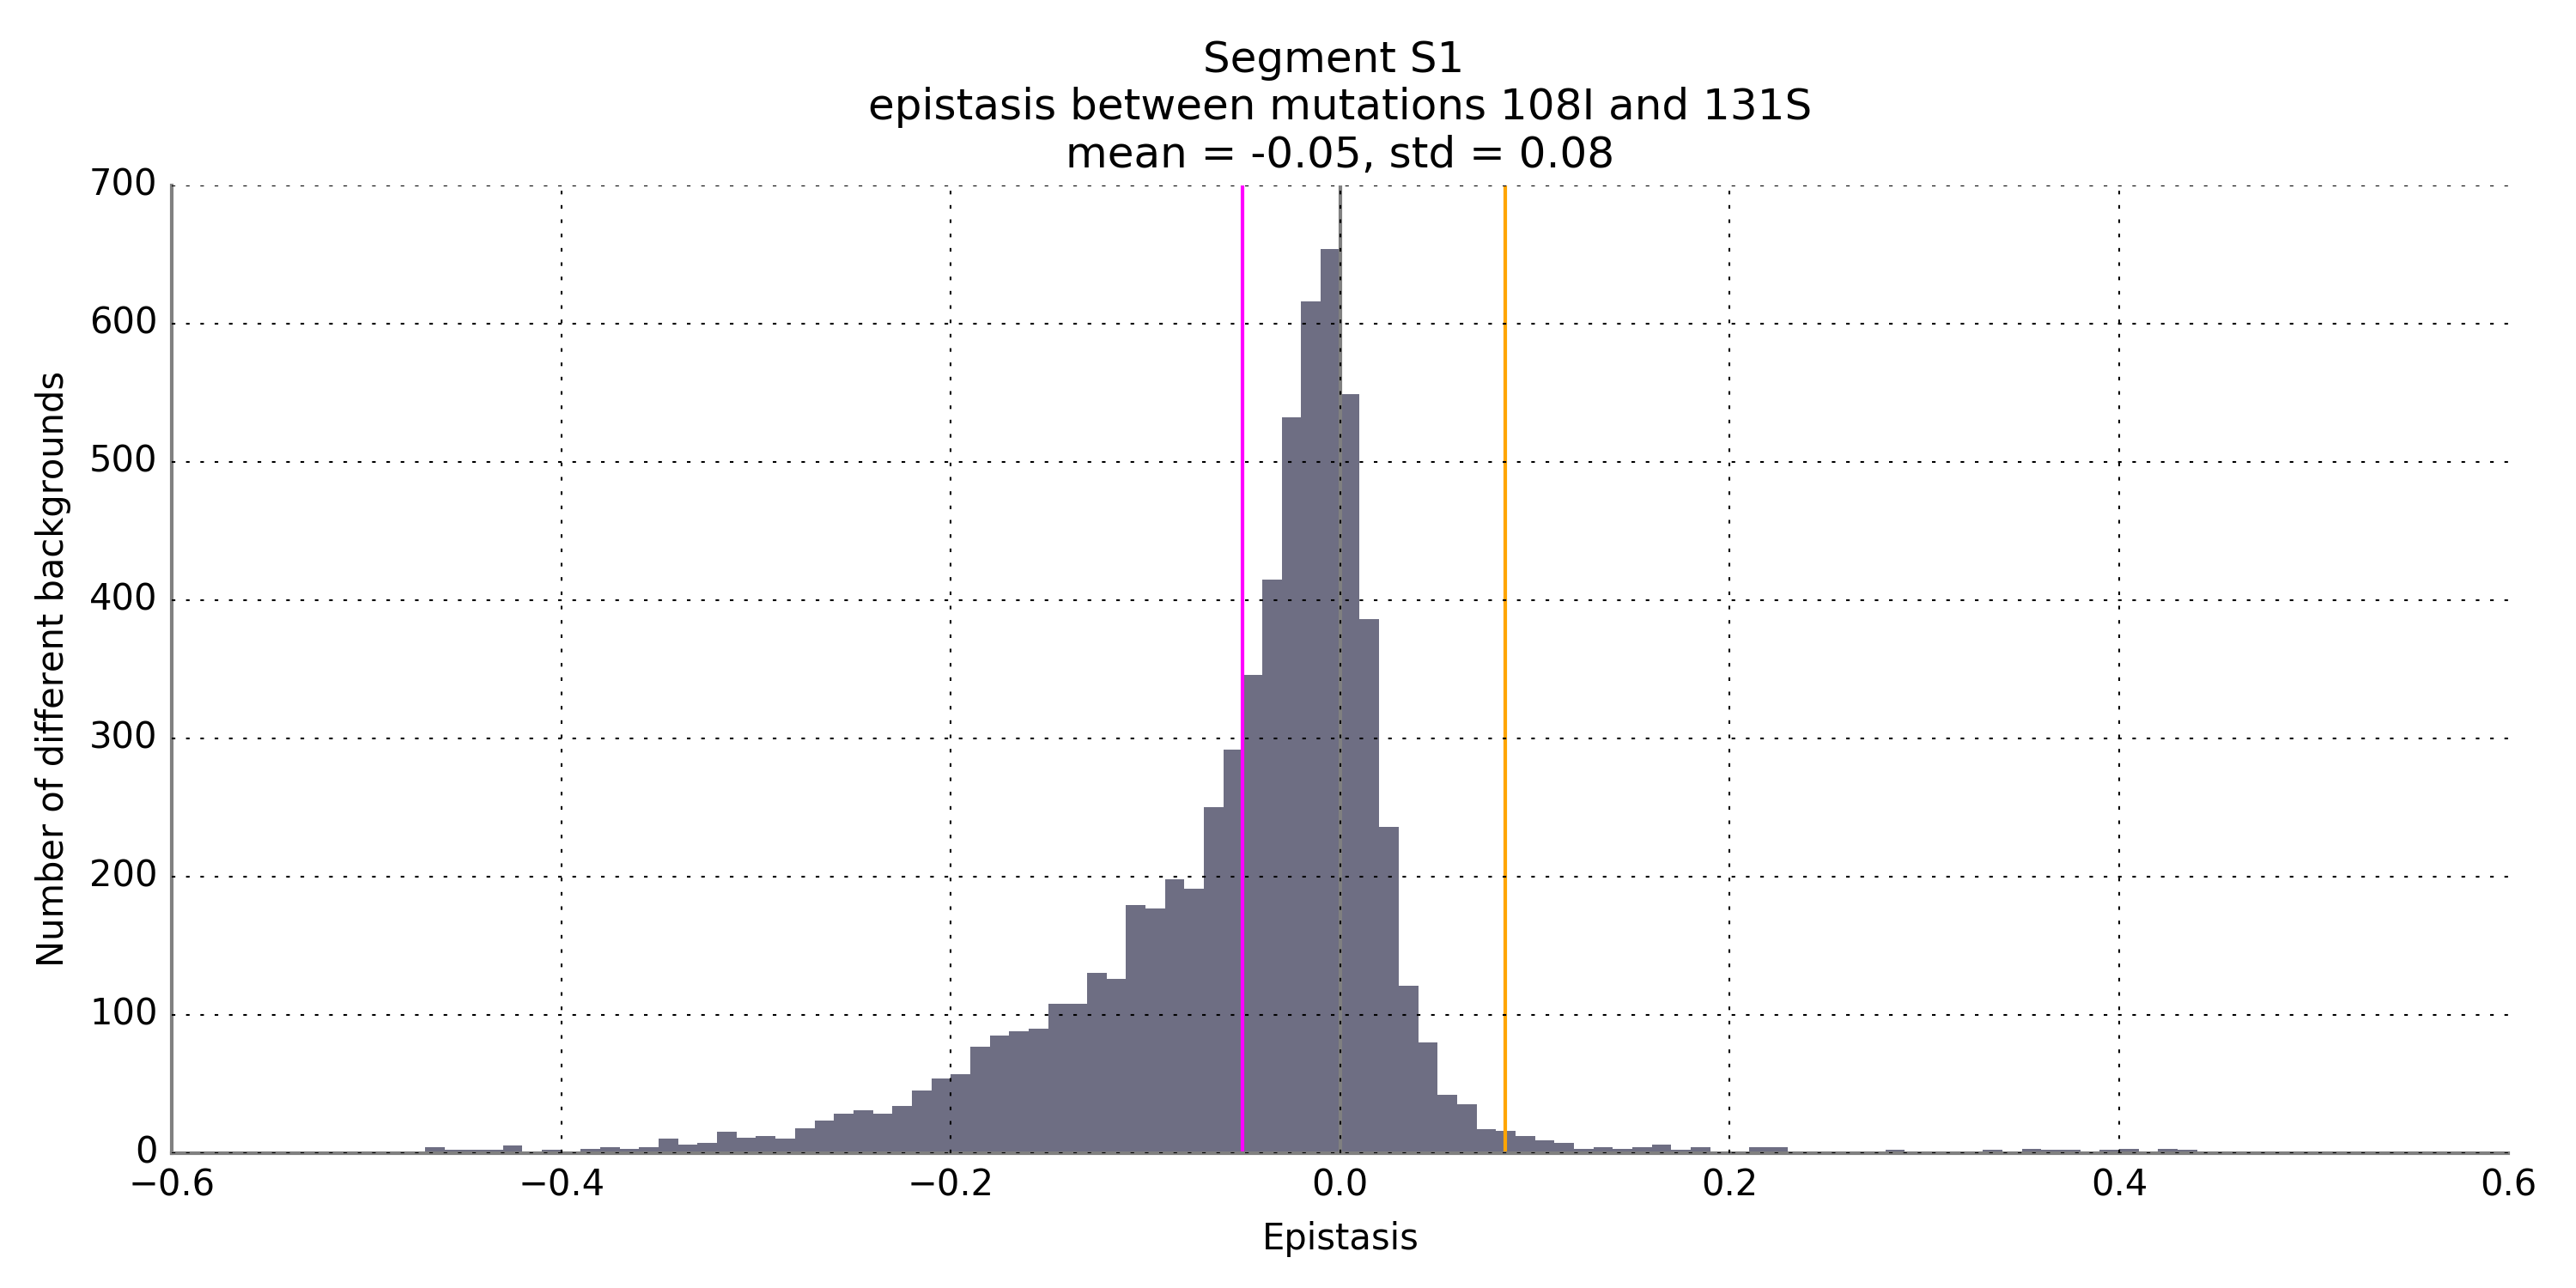 Segment S1
epistasis between mutations 108I and 131S
mean = -0.05, std = 0.08
700
600
500
400
300
200
100
0
Number of different backgrounds
−0.6 −0.4 −0.2 0.0 0.2 0.4 0.6
Epistasis